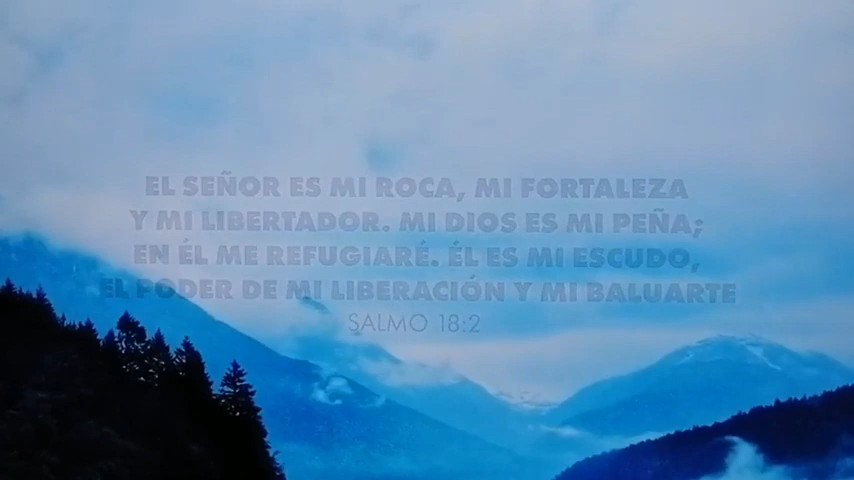 EL SEÑOR ES MI ROCA, MI FORTALEZA
Y MI LIBERTADOR. MI DIOS ES MI PEÑA;
EN ÉL ME REFUGIARÉ. ÉL ES MI ESCUDO,
EL PODER DE MI LIBERACIÓN Y MI BALUARTE
SALMO 18:2